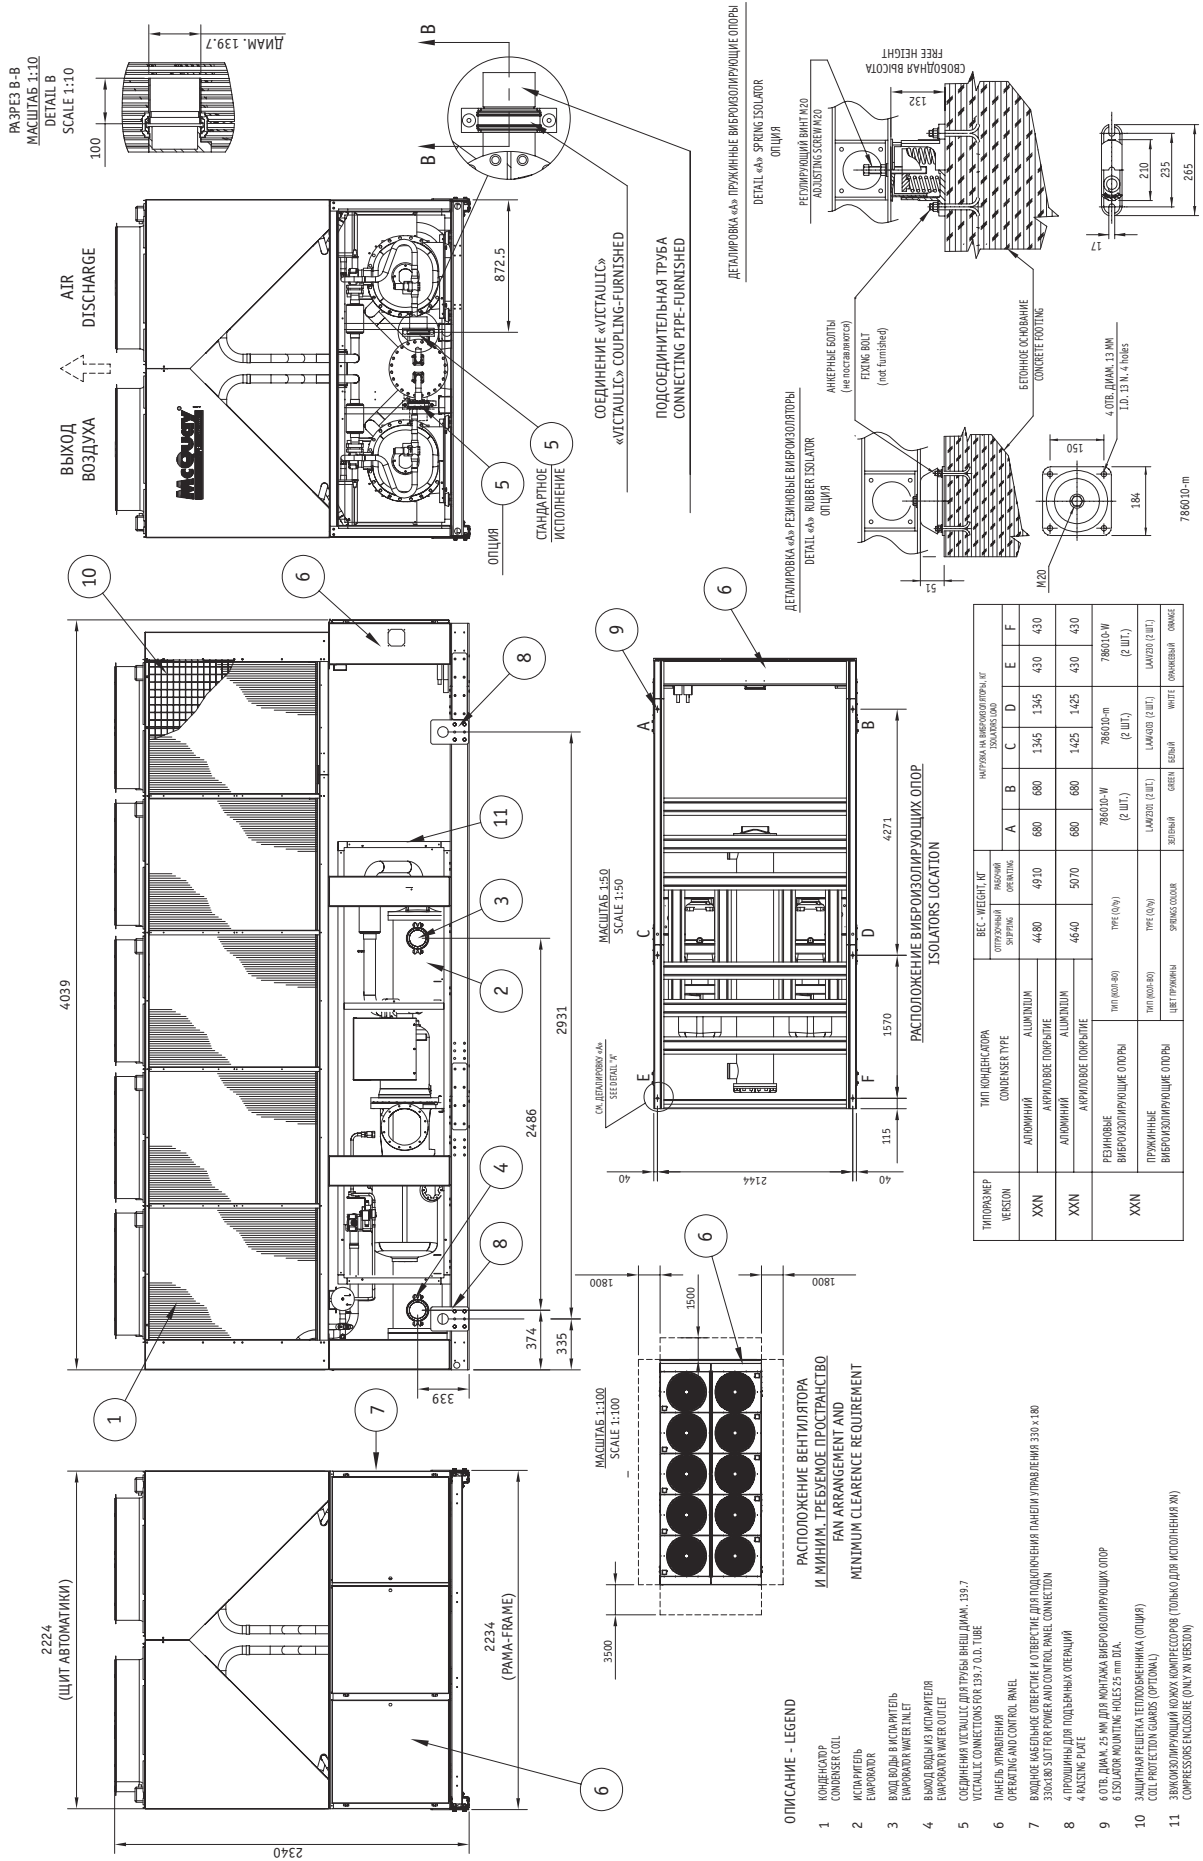 2340
2224
(ЩИТ АВТОМАТИКИ)
2234
(РАМА-FRAME)
6
7
1
4039
10
6
339
374
335
2486
2931
8
4
2
3
11
8
ВЫХОД
ВОЗДУХА
AIR
DISCHARGE
McQuay®
872.5
ОПЦИЯ
5
СТАНДАРТНОЕ
ИСПОЛНЕНИЕ
5
РАЗРЕЗ В-В
МАСШТАБ 1:10
DETAIL B
SCALE 1:10
100
ДИАМ. 139.7
B
B
СОЕДИНЕНИЕ «VICTAULIC»
«VICTAULIC» COUPLING-FURNISHED
ПОДСОЕДИНИТЕЛЬНАЯ ТРУБА
CONNECTING PIPE-FURNISHED
МАСШТАБ 1:100
SCALE 1:100
3500
1500
1800
1800
6
РАСПОЛОЖЕНИЕ ВЕНТИЛЯТОРА
И МИНИМ. ТРЕБУЕМОЕ ПРОСТРАНСТВО
FAN ARRANGEMENT AND
MINIMUM CLEARENCE REQUIREMENT
МАСШТАБ 1:50
SCALE 1:50
СМ. ДЕТАЛИРОВКУ «А»
SEE DETAIL "A"
9
6
E
C
A
F
D
B
40
2144
40
115
1570
4271
РАСПОЛОЖЕНИЕ ВИБРОИЗОЛИРУЮЩИХ ОПОР
ISOLATORS LOCATION
ДЕТАЛИРОВКА «А» РЕЗИНОВЫЕ ВИБРОИЗОЛЯТОРЫ
DETAIL «A» RUBBER ISOLATOR
ОПЦИЯ
51
M20
184
150
4 ОТВ. ДИАМ. 13 ММ
I.D. 13 N. 4 holes
786010-m
АНКЕРНЫЕ БОЛТЫ
(не поставляются)
FIXING BOLT
(not furnished)
БЕТОННОЕ ОСНОВАНИЕ
CONCRETE FOOTING
ДЕТАЛИРОВКА «А» ПРУЖИННЫЕ ВИБРОИЗОЛИРУЮЩИЕ ОПОРЫ
DETAIL «A» SPRING ISOLATOR
ОПЦИЯ
РЕГУЛИРУЮЩИЙ ВИНТ M20
ADJUSTING SCREW M20
132
СВОБОДНАЯ ВЫСОТА
FREE HEIGHT
17
210
235
265
ОПИСАНИЕ - LEGEND
1 КОНДЕНСАТОР
CONDENSER COIL
2 ИСПАРИТЕЛЬ
EVAPORATOR
3 ВХОД ВОДЫ В ИСПАРИТЕЛЬ
EVAPORATOR WATER INLET
4 ВЫХОД ВОДЫ ИЗ ИСПАРИТЕЛЯ
EVAPORATOR WATER OUTLET
5 СОЕДИНЕНИЯ VICTAULIC ДЛЯ ТРУБЫ ВНЕШ ДИАМ. 139.7
VICTAULIC CONNECTIONS FOR 139.7 O.D. TUBE
6 ПАНЕЛЬ УПРАВЛЕНИЯ
OPERATING AND CONTROL PANEL
7 ВХОДНОЕ КАБЕЛЬНОЕ ОТВЕРСТИЕ И ОТВЕРСТИЕ ДЛЯ ПОДКЛЮЧЕНИЯ ПАНЕЛИ УПРАВЛЕНИЯ 330 x 180
330x180 SLOT FOR POWER AND CONTROL PANEL CONNECTION
8 4 ПРОУШИНЫ ДЛЯ ПОДЪЕМНЫХ ОПЕРАЦИЙ
4 RAISING PLATE
9 6 ОТВ. ДИАМ. 25 ММ ДЛЯ МОНТАЖА ВИБРОИЗОЛИРУЮЩИХ ОПОР
6 ISOLATOR MOUNTING HOLES 25 mm DIA.
10 ЗАЩИТНАЯ РЕШЕТКА ТЕПЛООБМЕННИКА (ОПЦИЯ)
COIL PROTECTION GUARDS (OPTIONAL)
11 ЗВУКОИЗОЛИРУЮЩИЙ КОЖУХ КОМПРЕССОРОВ (ТОЛЬКО ДЛЯ ИСПОЛНЕНИЯ XN)
COMPRESSORS ENCLOSURE (ONLY XN VERSION)
ТИПОРАЗМЕР
VERSION
ТИП КОНДЕНСАТОРА
CONDENSER TYPE
ВЕС - WEIGHT, КГ
ОТГРУЗОЧНЫЙ SHIPPING
РАБОЧИЙ OPERATING
НАГРУЗКА НА ВИБРОИЗОЛЯТОРЫ, КГ
ISOLATORS LOAD
A B C D E F
XXN АЛЮМИНИЙ ALUMINIUM 4480 4910 680 680 1345 1345 430 430
АКРИЛОВОЕ ПОКРЫТИЕ
XXN АЛЮМИНИЙ ALUMINIUM 4640 5070 680 680 1425 1425 430 430
АКРИЛОВОЕ ПОКРЫТИЕ
XXN
РЕЗИНОВЫЕ
ВИБРОИЗОЛИРУЮЩИЕ ОПОРЫ
ТИП (КОЛ-ВО) TYPE (Q/ty)
786010-W (2 ШТ.)
786010-m (2 ШТ.)
786010-W (2 ШТ.)
ПРУЖИННЫЕ
ВИБРОИЗОЛИРУЮЩИЕ ОПОРЫ
ТИП (КОЛ-ВО) TYPE (Q/ty)
ЦВЕТ ПРУЖИНЫ SPRINGS COLOUR
ЗЕЛЕНЫЙ GREEN БЕЛЫЙ WHITE ОРАНЖЕВЫЙ ORANGE